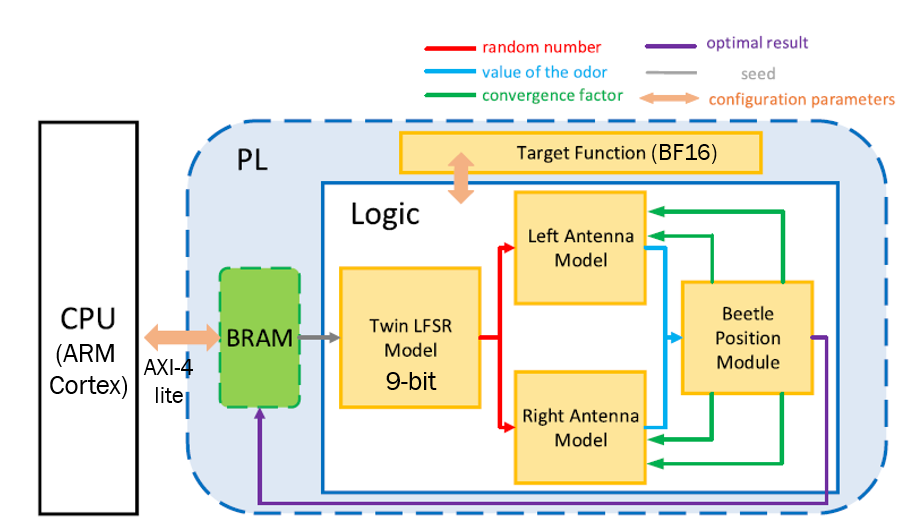 random number
optimal result
value of the odor
seed
convergence factor
configuration parameters
PL
Target Function (BF16)
Logic
Left Antenna
Model
CPU
(ARM
Cortex)
AXI-4
lite
BRAM
Twin LFSR
Model
9-bit
Beetle
Position
Module
Right Antenna
Model